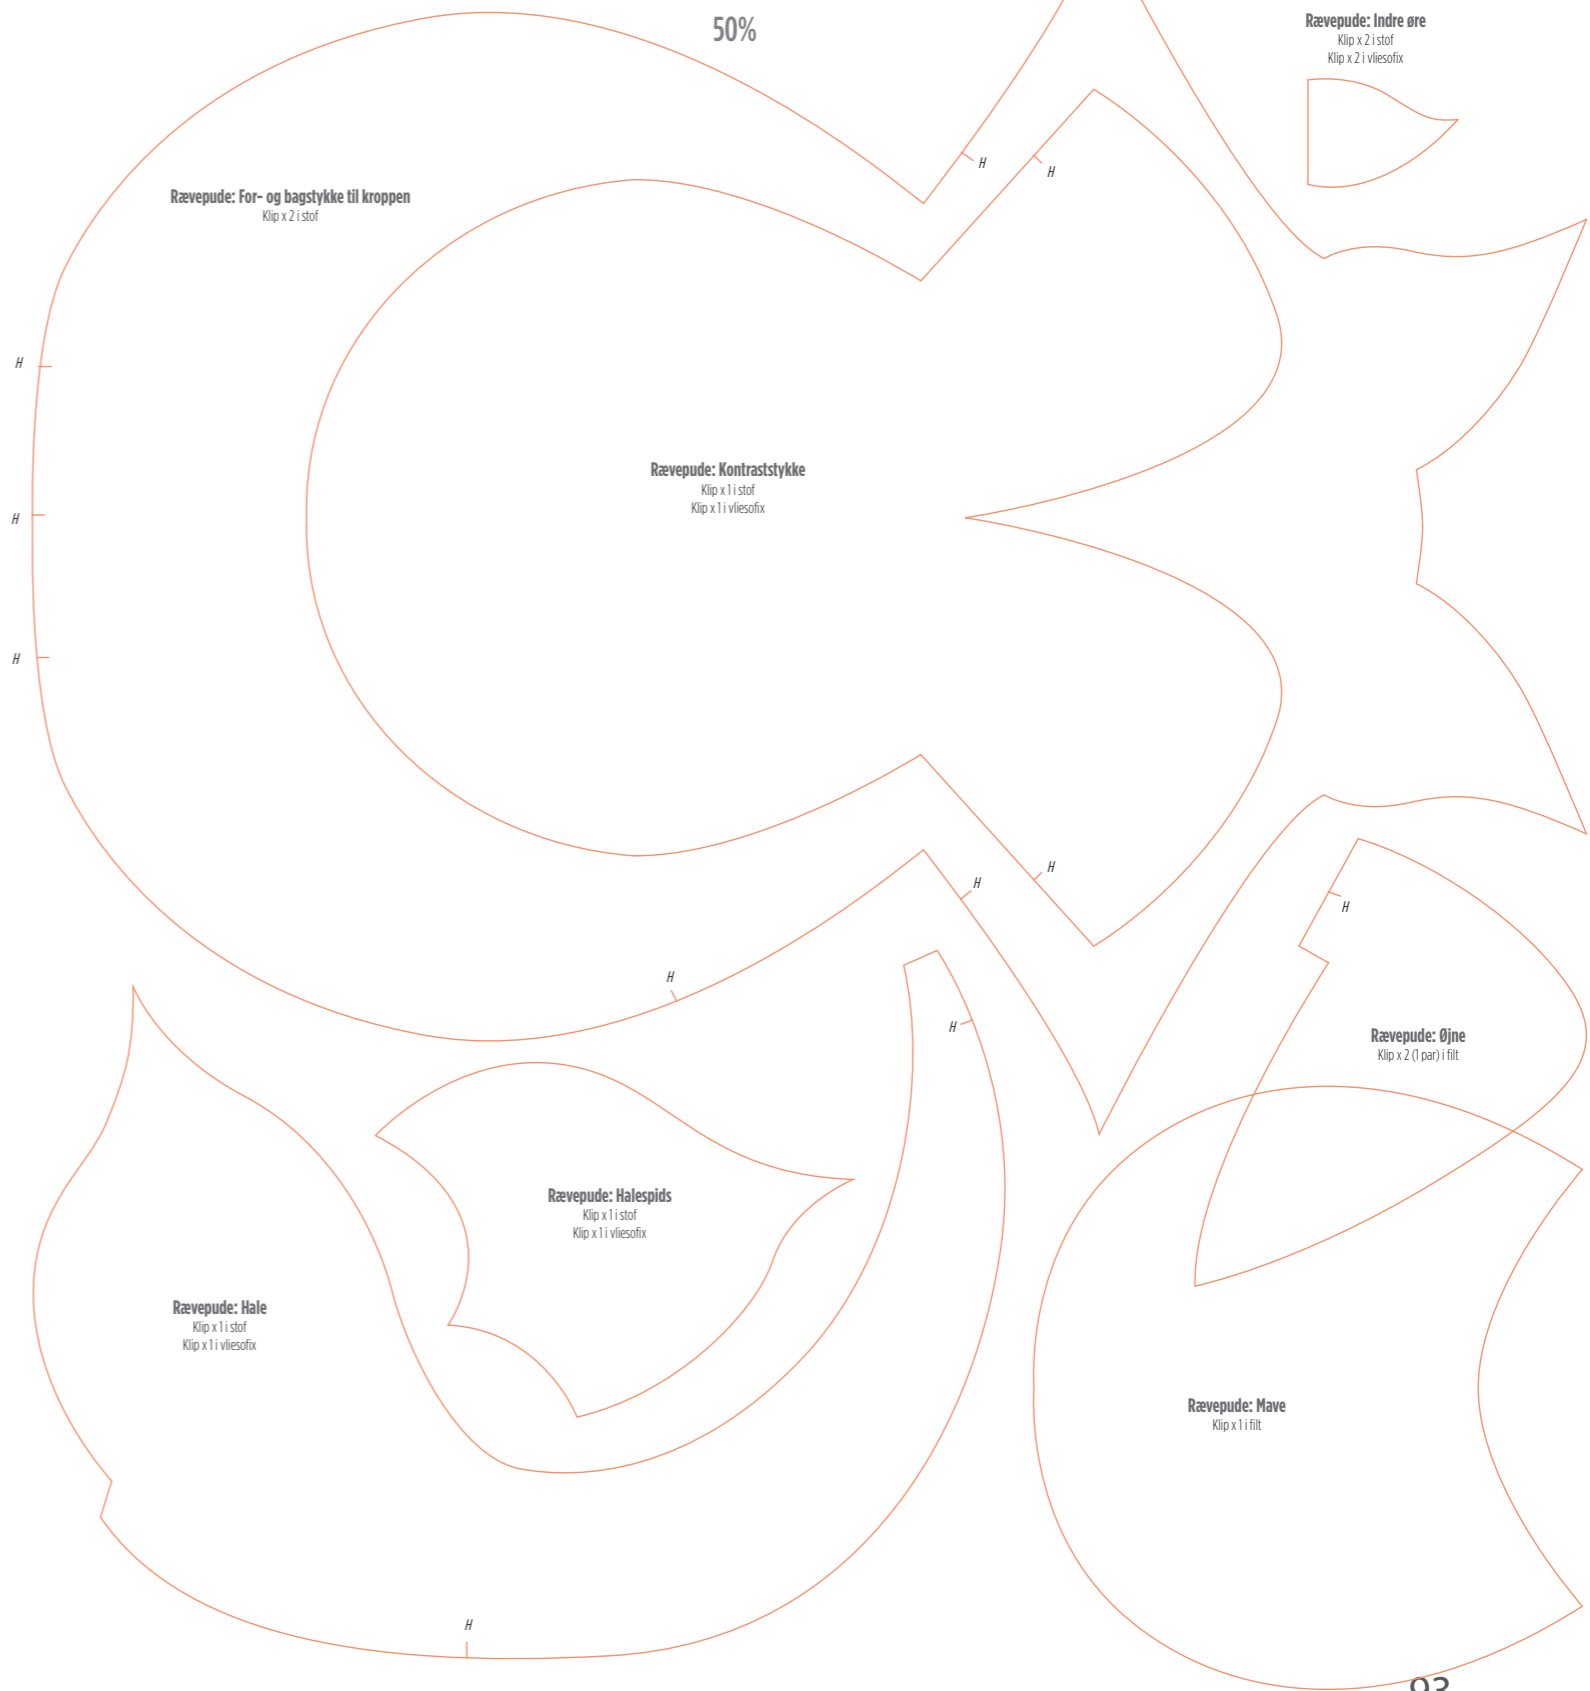 50%
Rævepude: Indre øre
Klip x 2 i stof
Klip x 2 i vliesofix
H
H
Rævepude: For- og bagstykke til kroppen
Klip x 2 i stof
H
Rævepude: Kontraststykke
Klip x 1 i stof
Klip x 1 i vliesofix
H
H
H
H
H
H
H
Rævepude: Øjne
Klip x 2 (1 par) i filt
Rævepude: Halespids
Klip x 1 i stof
Klip x 1 i vliesofix
Rævepude: Hale
Klip x 1 i stof
Klip x 1 i vliesofix
Rævepude: Mave
Klip x 1 i filt
H
93